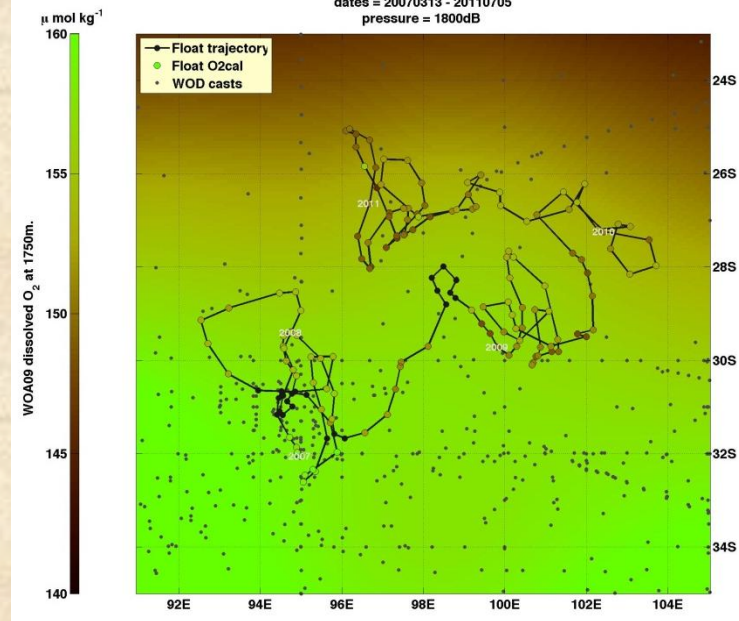 dates = 20070313 - 20110705
pressure = 1800dB
μ mol kg-1
160
155
150
145
140
WOA09 dissolved O2 at 1750m.
Float trajectory
Float O2cal
WOD casts
24S
26S
28S
30S
32S
34S
2011
2010
2008
2009
2007
92E
94E
96E
98E
100E
102E
104E